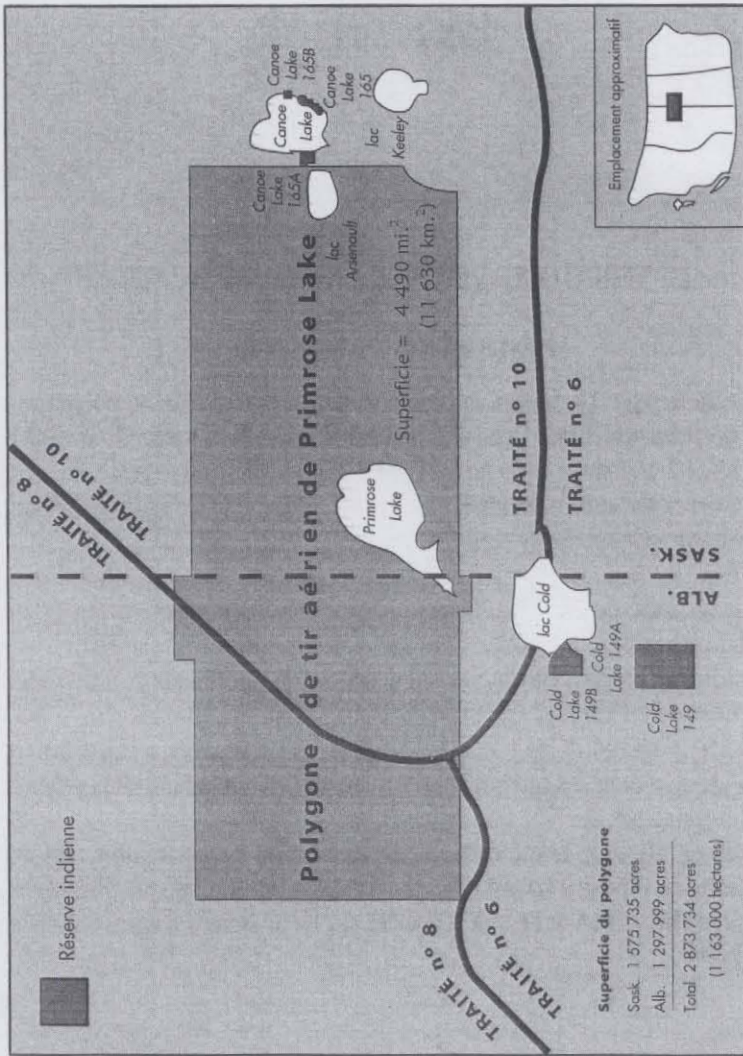 Réserve indienne
TRAITÉ nº 8
TRAITÉ nº 10
Canoe
Lake
165B
Canoe
Lake
Canoe
Lake
165
Canoe
Lake
165A
lac
Arsenault
lac
Keeley
Polygone de tir aérien de Primrose Lake
Superficie = 4 490 mi.²
(11 630 km.²)
Primrose
Lake
TRAITÉ nº 10
TRAITÉ nº 6
ALB.
SASK.
lac Cold
Cold
Lake
149B
Cold
Lake 149A
Cold
Lake
149
TRAITÉ nº 8
TRAITÉ nº 6
Superficie du polygone
Sask. 1 575 735 acres
Alb. 1 297 999 acres
Total 2 873 734 acres
(1 163 000 hectares)
Emplacement approximatif